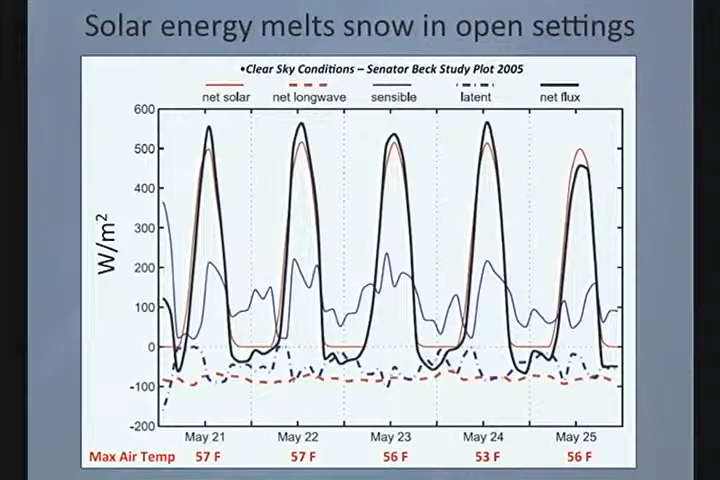 Solar energy melts snow in open settings
•Clear Sky Conditions – Senator Beck Study Plot 2005
net solar net longwave sensible latent net flux
600
500
400
300
200
100
0
-100
-200
W/m²
May 21 May 22 May 23 May 24 May 25
Max Air Temp 57 F 57 F 56 F 53 F 56 F